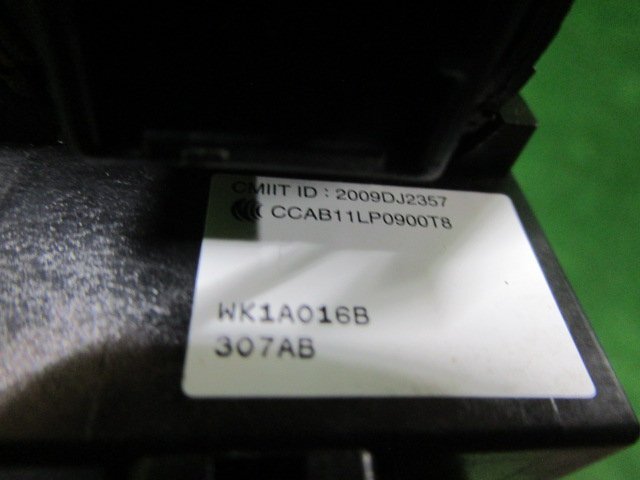 CMIIT ID : 2009DJ2357
CCAB11LP0900T8
WK1A016B
307AB